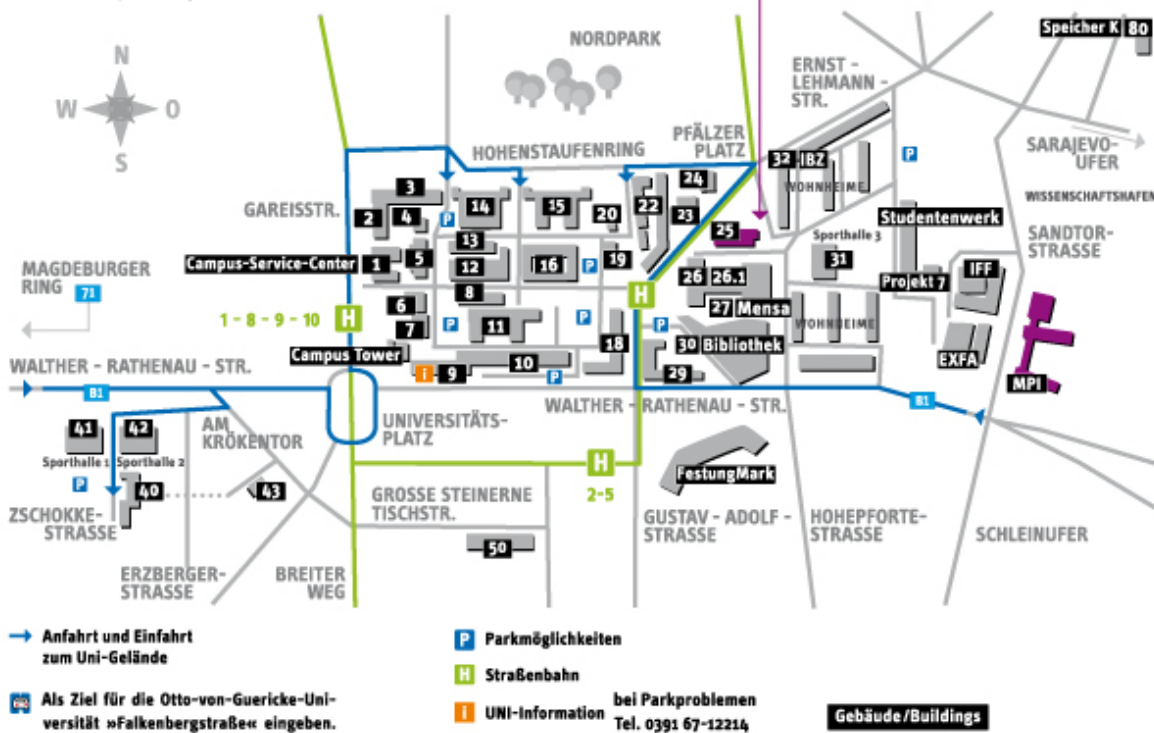 Speicher K 80
NORDPARK
N
W O
S
ERNST -
LEHMANN -
STR.
PFÄLZER
PLATZ
HOHENSTAUFENRING
SARAJEVO-
UFER
32 IBZ
WOHNHEIME
P
WISSENSCHAFTSHAFEN
GAREISSTR.
3
2
4
14
15
20
22
24
23
P
Studentenwerk
SANDTOR-
STRASSE
25
Sporthalle 3
13
5
12
16
19
P
31
Campus-Service-Center 1
26 26.1
Projekt 7
IFF
MAGDEBURGER
RING
71
8
6
27 Mensa
H
1 - 8 - 9 - 10 H
7
P
11
P
18
P
30 Bibliothek
WOHNHEIME
EXFA
Campus Tower
10
i 9
P
29
MPI
WALTHER - RATHENAU - STR.
B1
WALTHER - RATHENAU - STR.
B1
AM
KRÖKENTOR
UNIVERSITÄTS-
PLATZ
41 42
Sporthalle 1 Sporthalle 2
P
40
43
H
2-5
FestungMark
ZSCHOKKE-
STRASSE
GROSSE STEINERNE
TISCHSTR.
50
GUSTAV - ADOLF -
STRASSE
HOHEPFORTE-
STRASSE
SCHLEINUFER
ERZBERGER-
STRASSE
BREITER
WEG
Anfahrt und Einfahrt
zum Uni-Gelände
Als Ziel für die Otto-von-Guericke-Uni-
versität »Falkenbergstraße« eingeben.
P Parkmöglichkeiten
H Straßenbahn
i UNI-Information
bei Parkproblemen
Tel. 0391 67-12214
Gebäude/Buildings